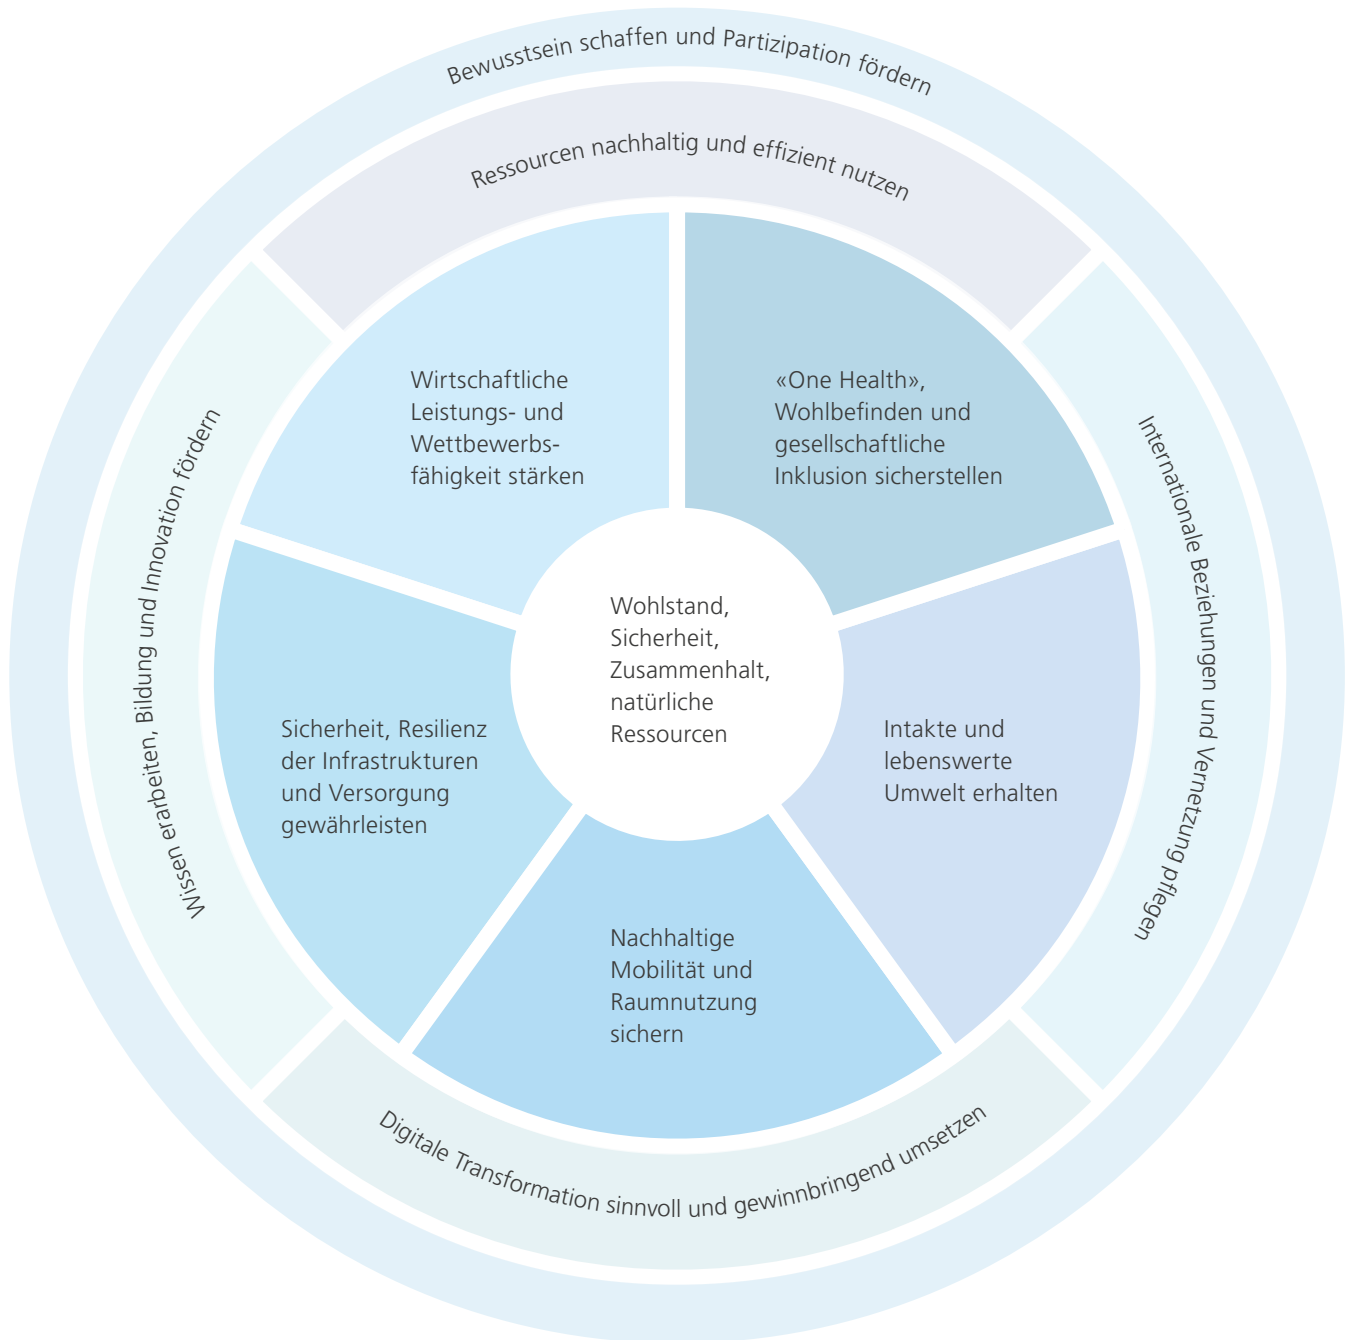 Bewusstsein schaffen und Partizipation fördern
Ressourcen nachhaltig und effizient nutzen
Wirtschaftliche
Leistungs- und
Wettbewerbs-
fähigkeit stärken
«One Health»,
Wohlbefinden und
gesellschaftliche
Inklusion sicherstellen
Wissen erarbeiten, Bildung und Innovation fördern
Internationale Beziehungen und Vernetzung pflegen
Wohlstand,
Sicherheit,
Zusammenhalt,
natürliche
Ressourcen
Sicherheit, Resilienz
der Infrastrukturen
und Versorgung
gewährleisten
Intakte und
lebenswerte
Umwelt erhalten
Nachhaltige
Mobilität und
Raumnutzung
sichern
Digitale Transformation sinnvoll und gewinnbringend umsetzen